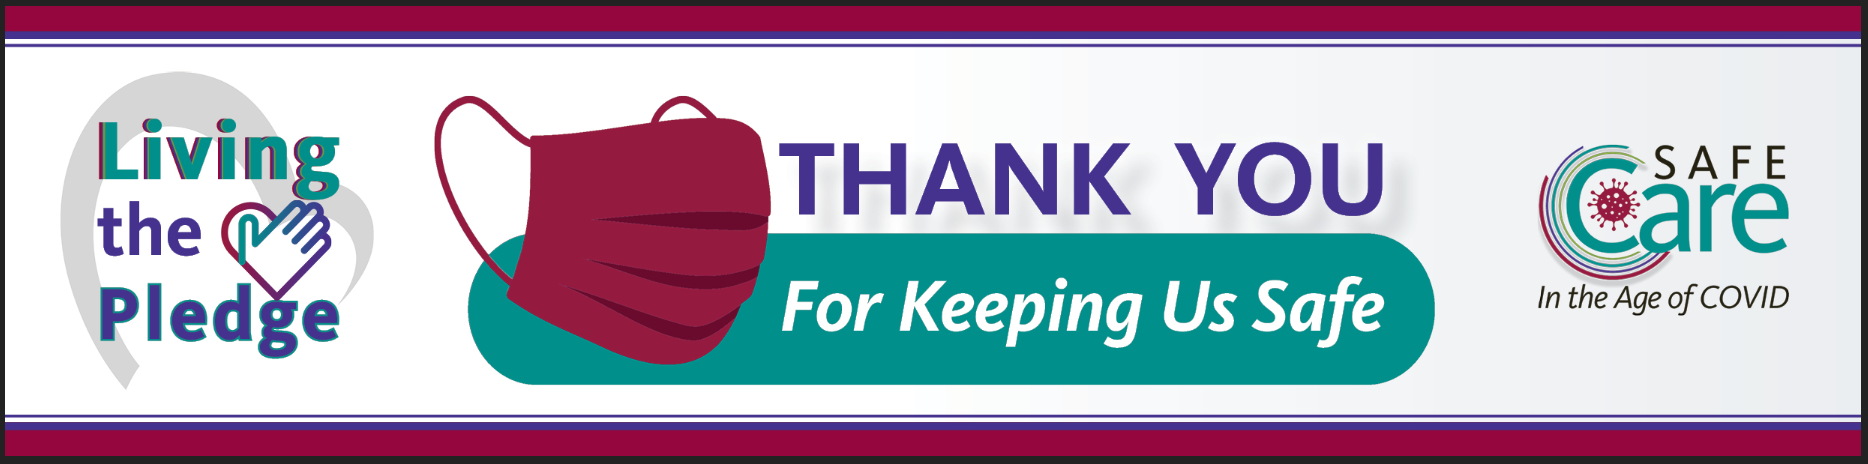 Living
the
Pledge
THANK YOU
For Keeping Us Safe
SAFE
Care
In the Age of COVID